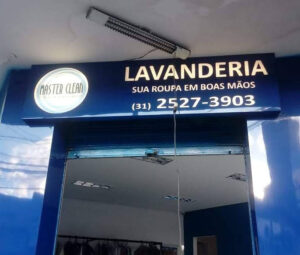 MASTER CLEAN
LAVANDERIA
SUA ROUPA EM BOAS MÃOS
(31) 2527-3903